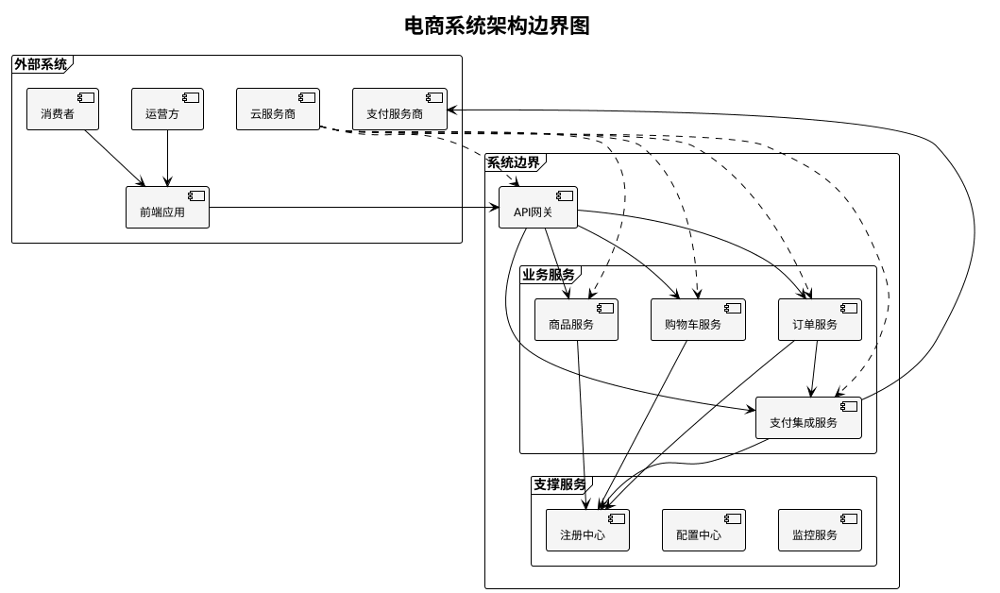 电商系统架构边界图
外部系统
消费者
运营方
云服务商
支付服务商
前端应用
系统边界
API网关
业务服务
商品服务
购物车服务
订单服务
支付集成服务
支撑服务
注册中心
配置中心
监控服务